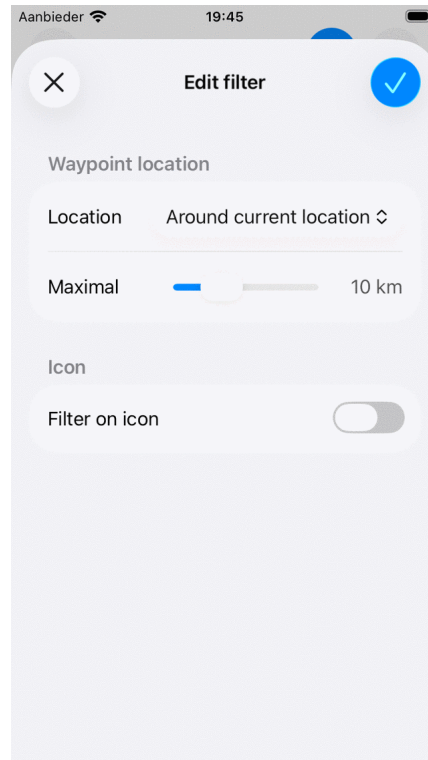 Aanbieder 19:45
Edit filter
Waypoint location
Location Around current location
Maximal 10 km
Icon
Filter on icon